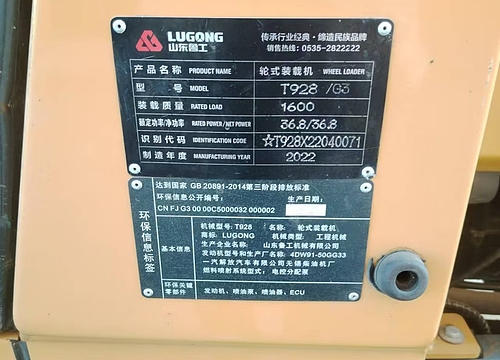 LUGONG
山东鲁工
传承行业经典·缔造民族品牌
销售热线: 0535-2822222
产品名称 PRODUCT NAME 轮式装载机 WHEEL LOADER
型号 MODEL T928 /G3
装载质量 RATED LOAD 1600
额定功率/净功率 RATED POWER/NET POWER 36.8/36.8
识别代码 IDENTIFICATION CODE ☆T928X22040071
制造年度 MANUFACTURING YEAR 2022
环保信息标签
达到国家 GB 20891-2014第三阶段排放标准
环保信息公开编号: 生产日期:
CN FJ G3 00 00C5000032 000002
基本信息
机械型号: T928 名称: 轮式装载机
商标: LUGONG 机械类型: 工程机械
生产企业名称: 山东鲁工机械有限公司
发动机型号和生产厂名称: 4DW91-50GG33
一汽解放汽车有限公司无锡柴油机厂
燃料喷射系统型式: 电控分配泵
环保关键零部件
发动机、喷油泵、喷油器、ECU